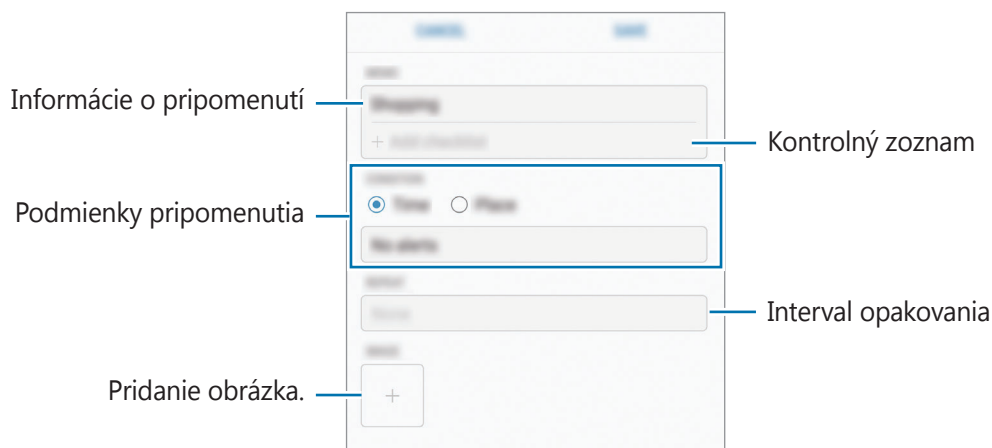 CANCEL
SAVE
Informácie o pripomenutí
Shopping
+ Add checklist
Kontrolný zoznam
Podmienky pripomenutia
Time
Place
No alerts
Interval opakovania
None
Pridanie obrázka.
+